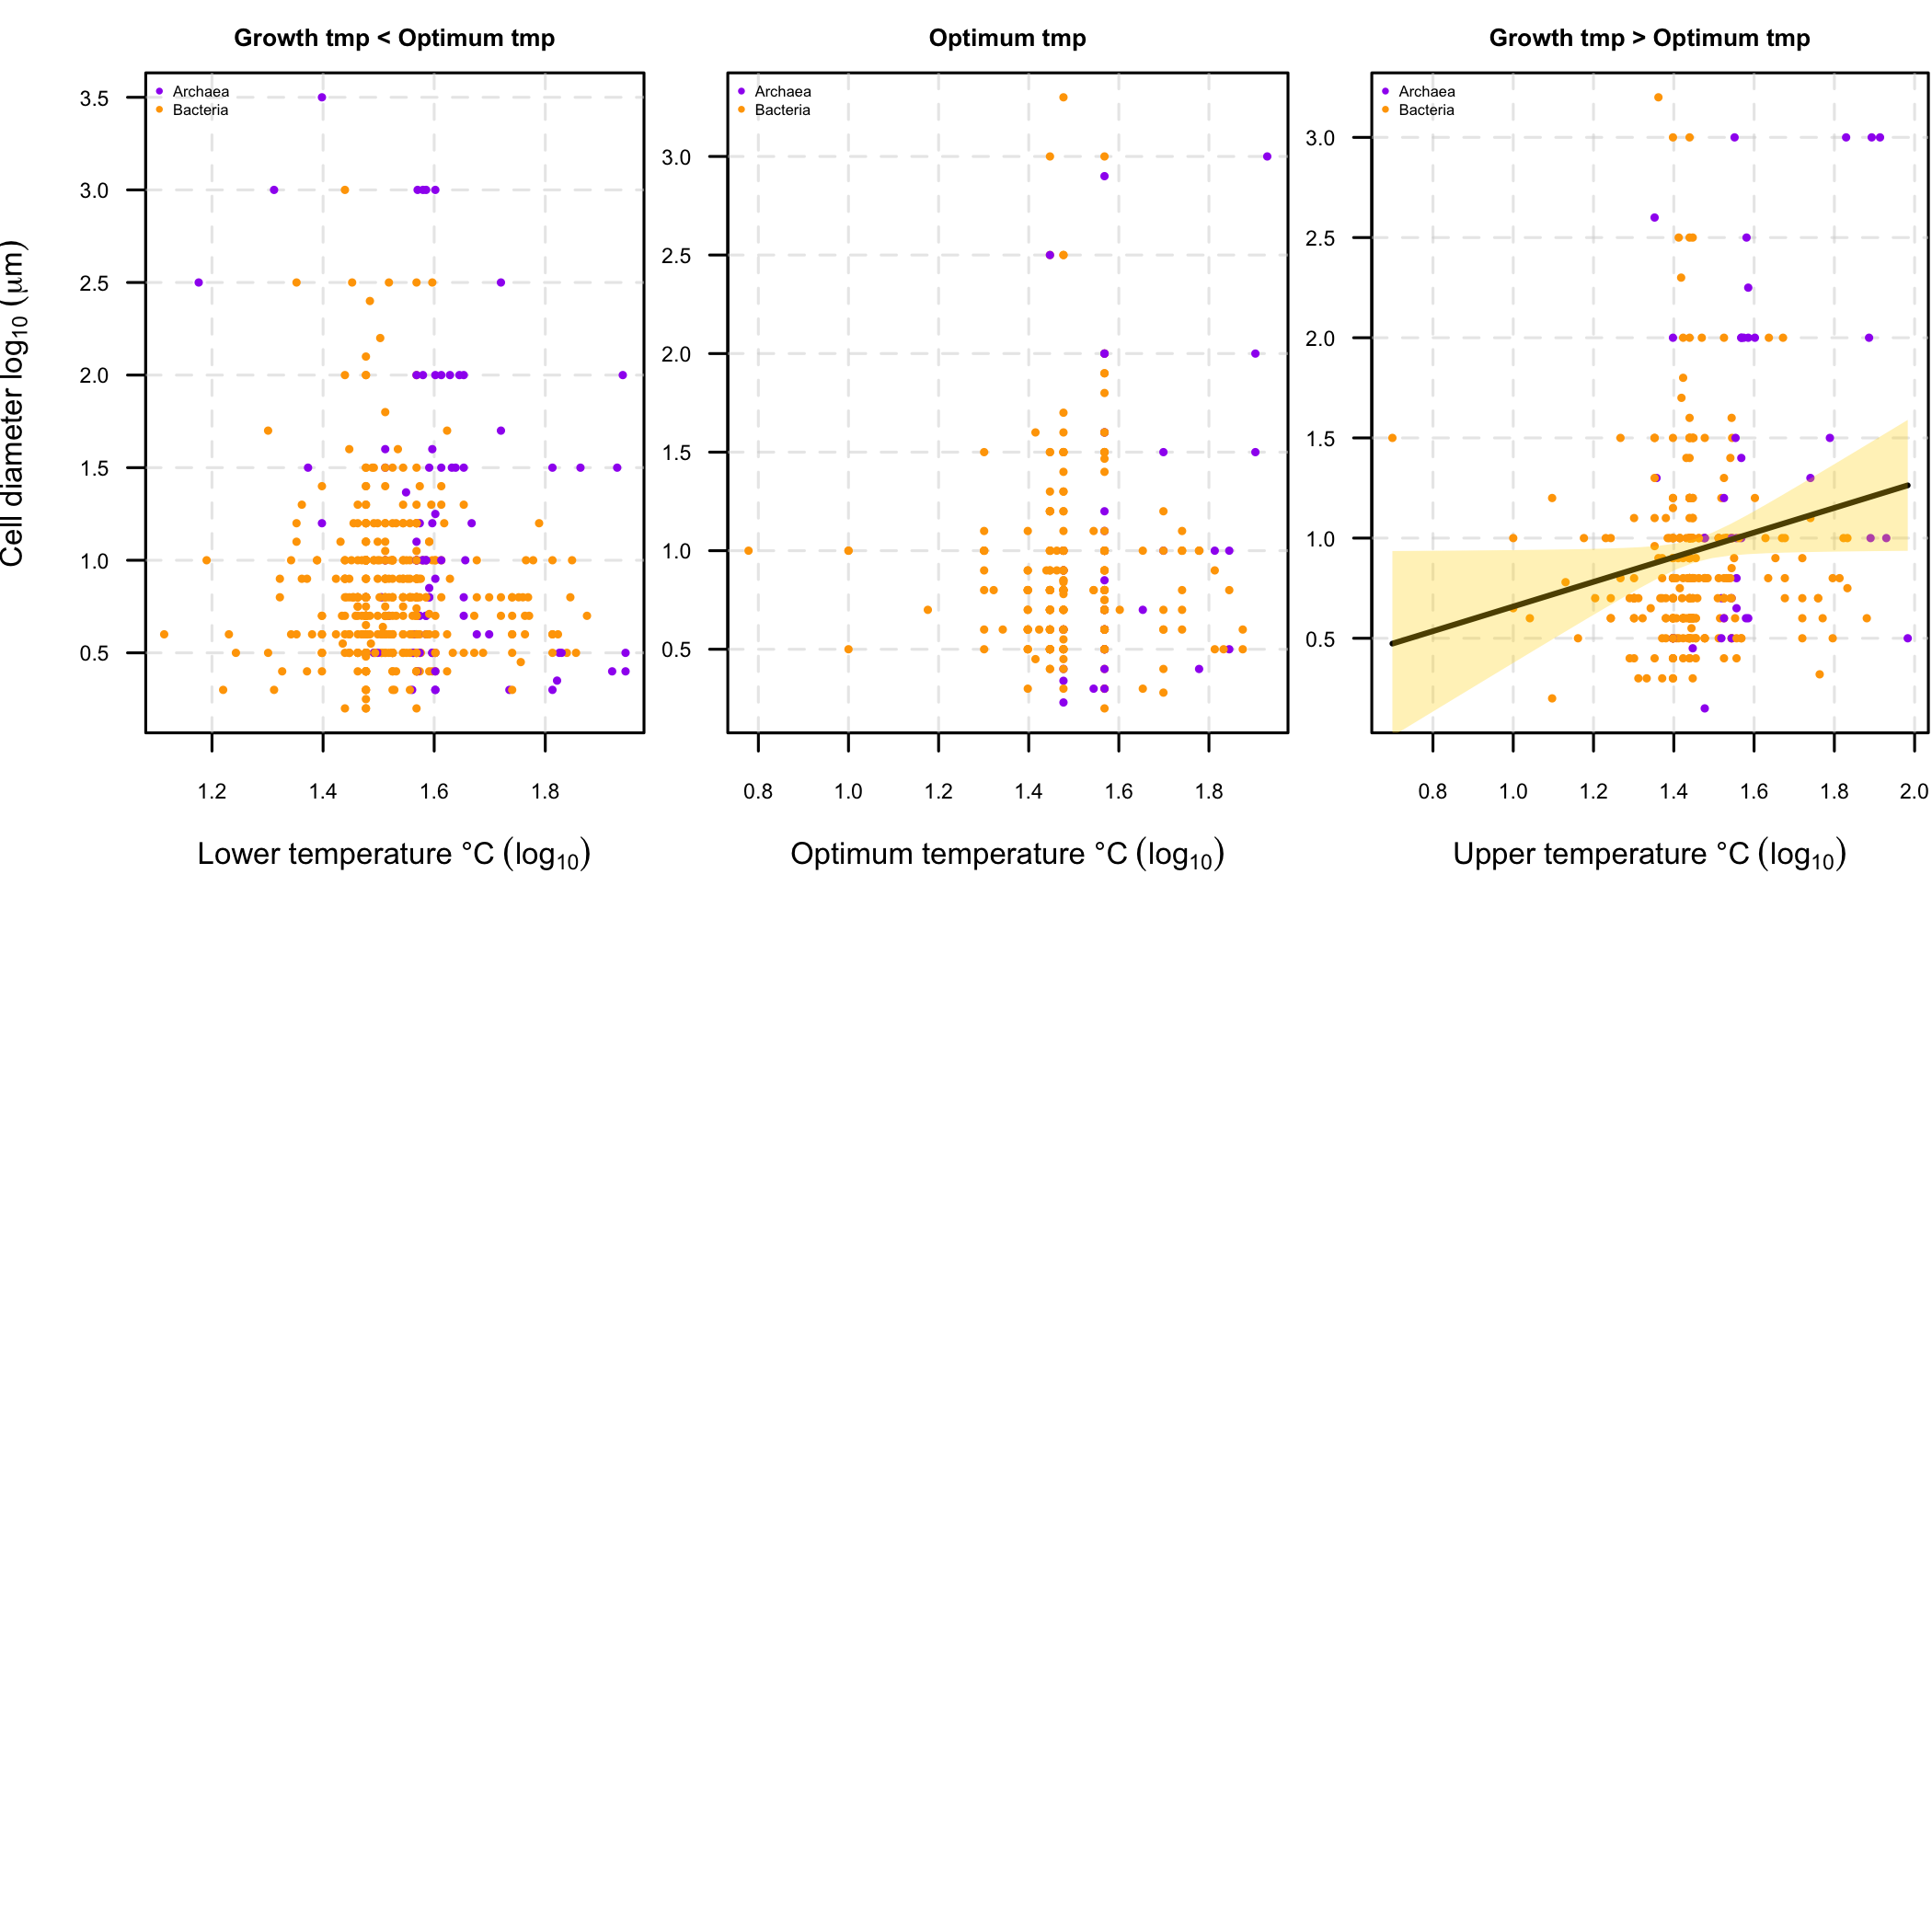 Growth tmp < Optimum tmp
Optimum tmp
Growth tmp > Optimum tmp
Archaea
Bacteria
Archaea
Bacteria
Archaea
Bacteria
Cell diameter log10 (μm)
3.5
3.0
2.5
2.0
1.5
1.0
0.5
3.0
2.5
2.0
1.5
1.0
0.5
3.0
2.5
2.0
1.5
1.0
0.5
1.2 1.4 1.6 1.8
0.8 1.0 1.2 1.4 1.6 1.8
0.8 1.0 1.2 1.4 1.6 1.8 2.0
Lower temperature °C (log10)
Optimum temperature °C (log10)
Upper temperature °C (log10)